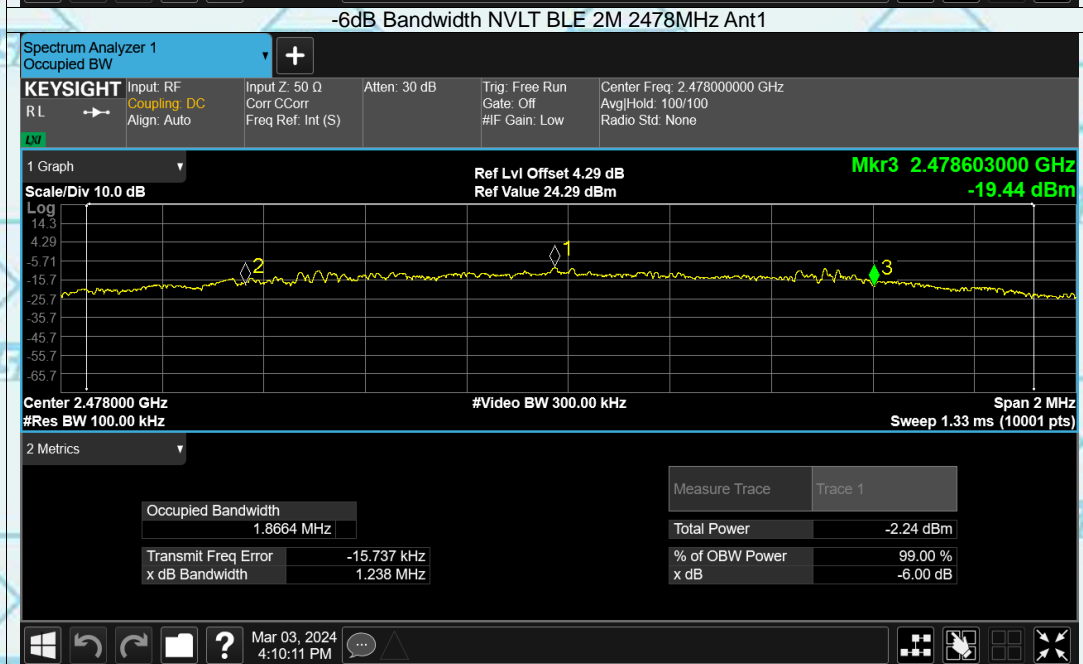 -6dB Bandwidth NVLT BLE 2M 2478MHz Ant1
Spectrum Analyzer 1
Occupied BW
+
KEYSIGHT
R L
LXI
Input: RF
Coupling: DC
Align: Auto
Input Z: 50 Ω
Corr CCorr
Freq Ref: Int (S)
Atten: 30 dB
Trig: Free Run
Gate: Off
#IF Gain: Low
Center Freq: 2.478000000 GHz
Avg|Hold: 100/100
Radio Std: None
1 Graph
Scale/Div 10.0 dB
Ref Lvl Offset 4.29 dB
Ref Value 24.29 dBm
Mkr3 2.478603000 GHz
-19.44 dBm
Log
14.3
4.29
-5.71
-15.7
-25.7
-35.7
-45.7
-55.7
-65.7
2
1
3
Center 2.478000 GHz
#Res BW 100.00 kHz
#Video BW 300.00 kHz
Span 2 MHz
Sweep 1.33 ms (10001 pts)
2 Metrics
Occupied Bandwidth
1.8664 MHz
Transmit Freq Error -15.737 kHz
x dB Bandwidth 1.238 MHz
Measure Trace Trace 1
Total Power -2.24 dBm
% of OBW Power 99.00 %
x dB -6.00 dB
?
Mar 03, 2024
4:10:11 PM